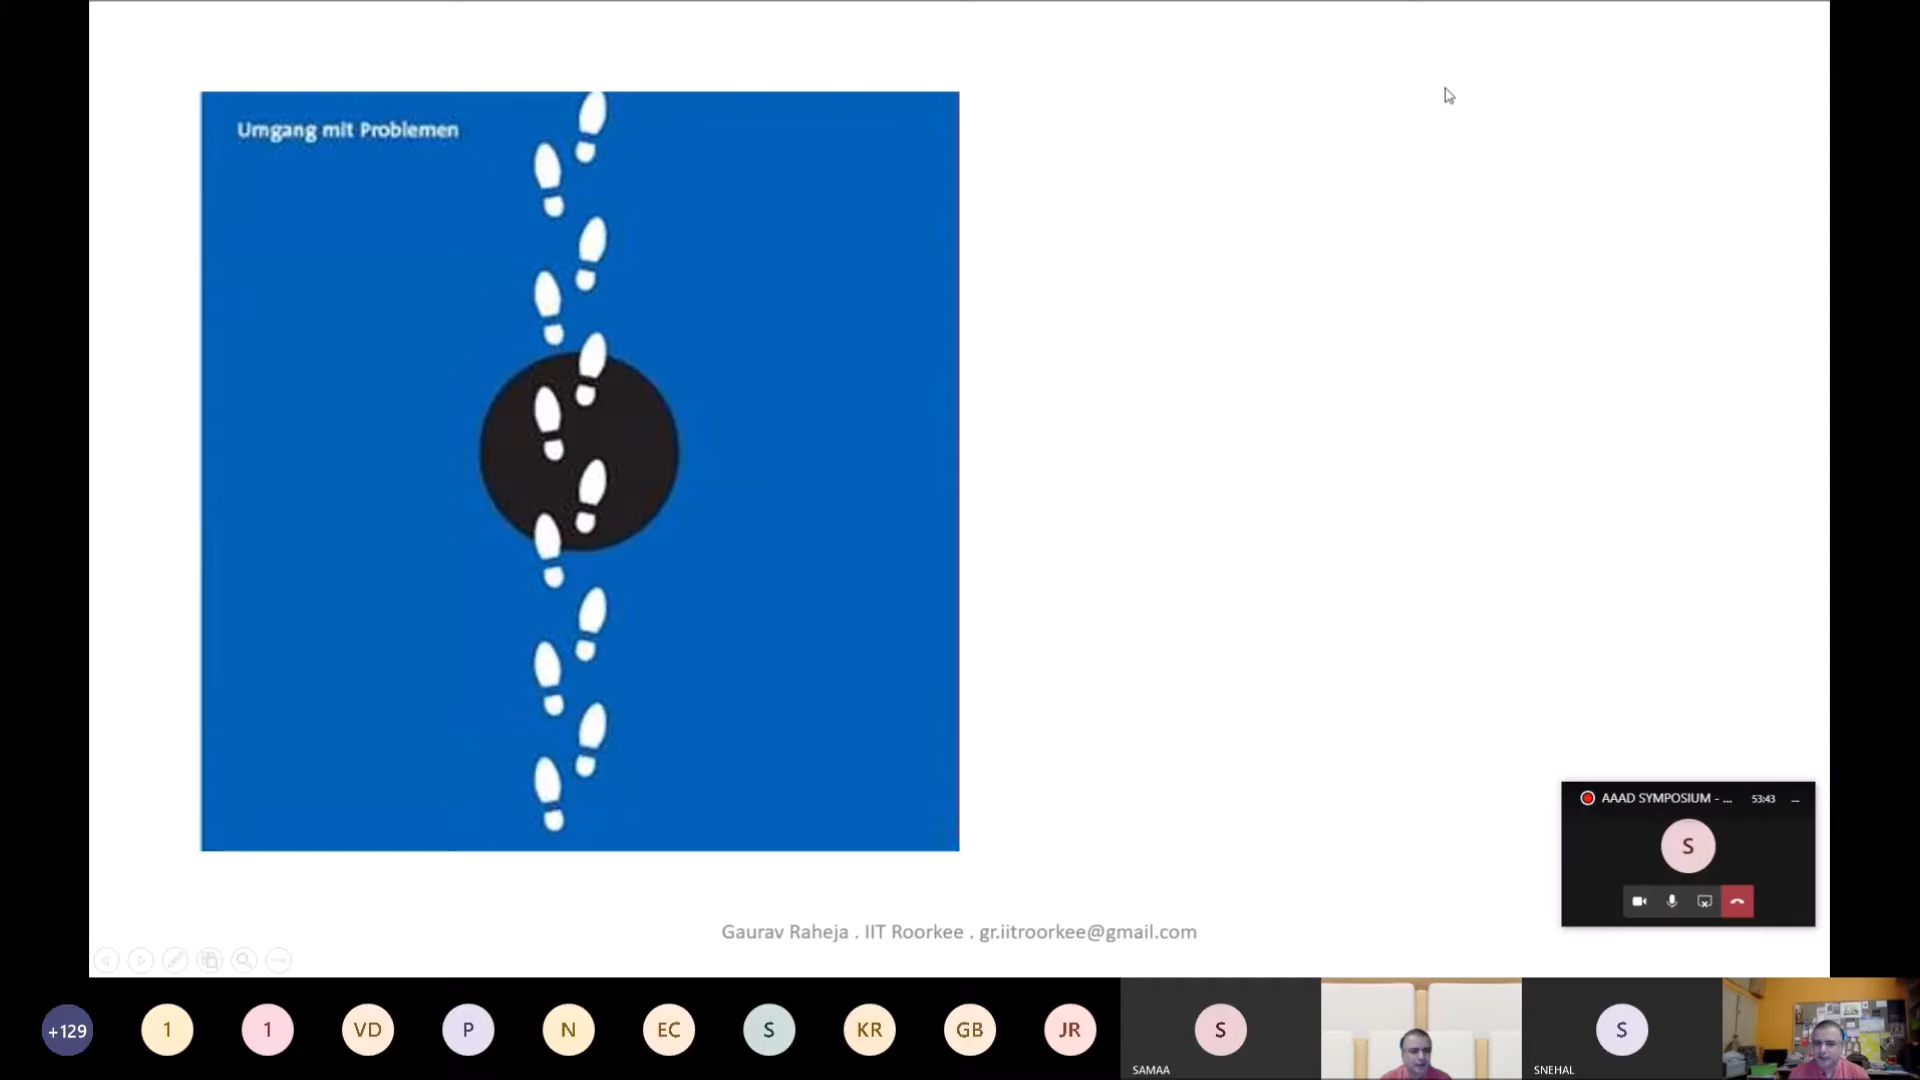 Umgang mit Problemen
AAAD SYMPOSIUM - ...
53:43
S
Gaurav Raheja . IIT Roorkee . gr.iitroorkee@gmail.com
+129
1
1
VD
P
N
EC
S
KR
GB
JR
S
SAMAA
S
SNEHAL